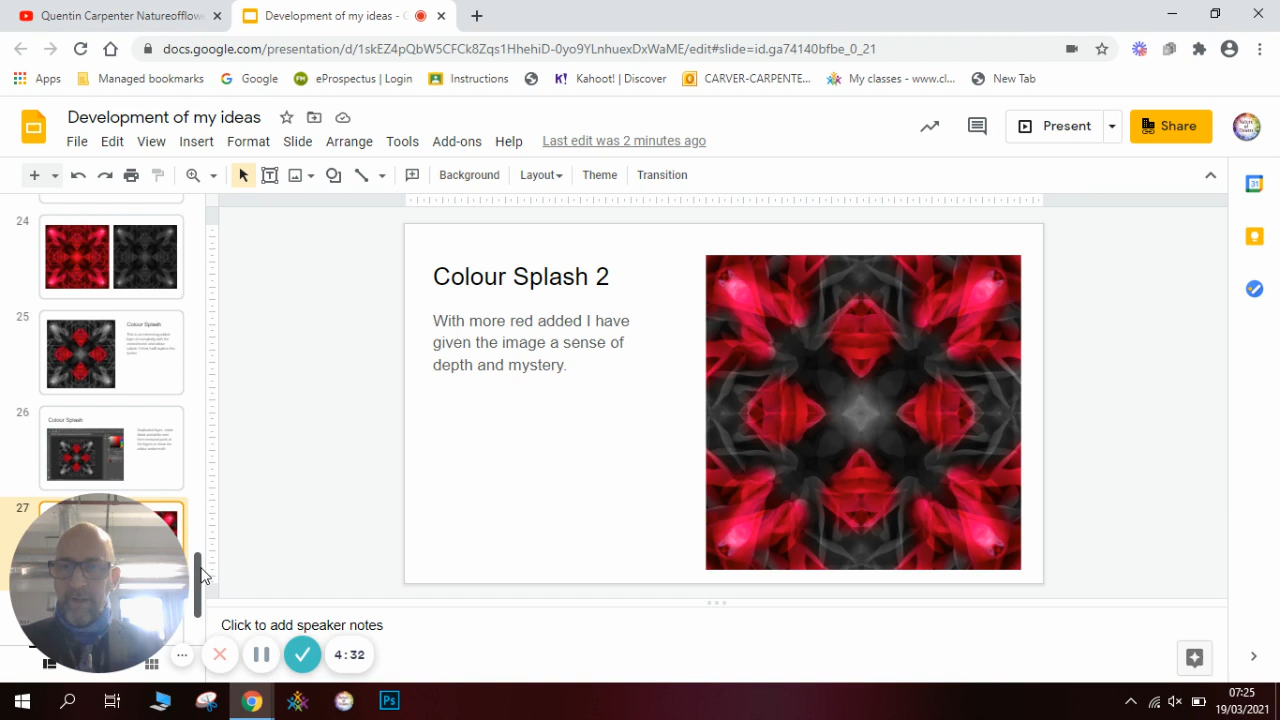 Quentin Carpenter Natureofflow
Development of my ideas - G
docs.google.com/presentation/d/1skEZ4pQbW5CFCk8Zqs1HhehiD-0yo9YLnhuexDxWaME/edit#slide=id.ga74140bfbe_0_21
Apps Managed bookmarks Google eProspectus | Login Instructions Kahoot! | Discover CARVER-CARPENTE... My classes - www.cl... New Tab
Development of my ideas
File Edit View Insert Format Slide Arrange Tools Add-ons Help Last edit was 2 minutes ago
Present Share
Background Layout Theme Transition
24
25
Colour Splash
26
Colour Splash
27
Colour Splash 2
With more red added I have
given the image a sense of
depth and mystery.
Click to add speaker notes
4:32
Ps
07:25
19/03/2021